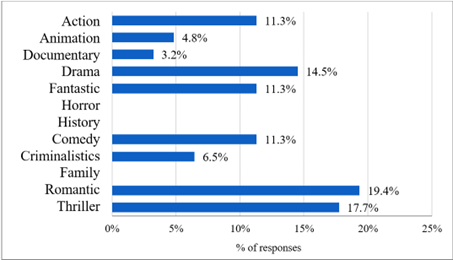 Action 11.3%
Animation 4.8%
Documentary 3.2%
Drama 14.5%
Fantastic 11.3%
Horror
History
Comedy 11.3%
Criminalistics 6.5%
Family
Romantic 19.4%
Thriller 17.7%
0% 5% 10% 15% 20% 25%
% of responses